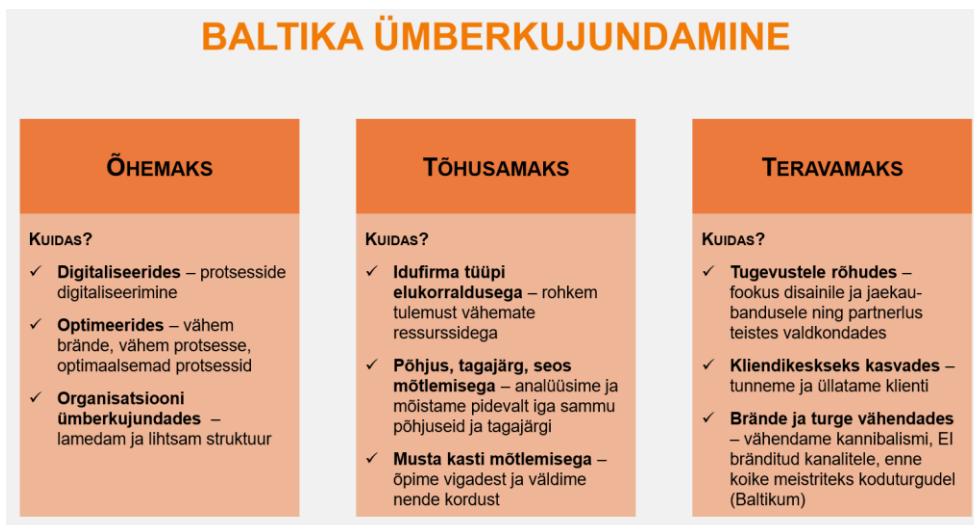 BALTIKA ÜMBERKUJUNDAMINE
ÕHEMAKS
KUIDAS?
✓ Digitaliseerides – protsesside
digitaliseerimine
✓ Optimeerides – vähem
brände, vähem protsesse,
optimaalsemad protsessid
✓ Organisatsiooni
ümberkujundades –
lamedam ja lihtsam struktuur
TÕHUSAMAKS
KUIDAS?
✓ Idufirma tüüpi
elukorraldusega – rohkem
tulemust vähemate
ressurssidega
✓ Põhjus, tagajärg, seos
mõtlemisega – analüüsime ja
mõistame pidevalt iga sammu
põhjuseid ja tagajärgi
✓ Musta kasti mõtlemisega –
õpime vigadest ja väldime
nende kordust
TERAVAMAKS
KUIDAS?
✓ Tugevustele rõhudes –
fookus disainile ja jaekau-
bandusele ning partnerlus
teistes valdkondades
✓ Kliendikeskseks kasvades –
tunneme ja üllatame klienti
✓ Brände ja turge vähendades
– vähendame kannibalismi, EI
bränditud kanalitele, enne
koike meistriteks koduturgudel
(Baltikum)